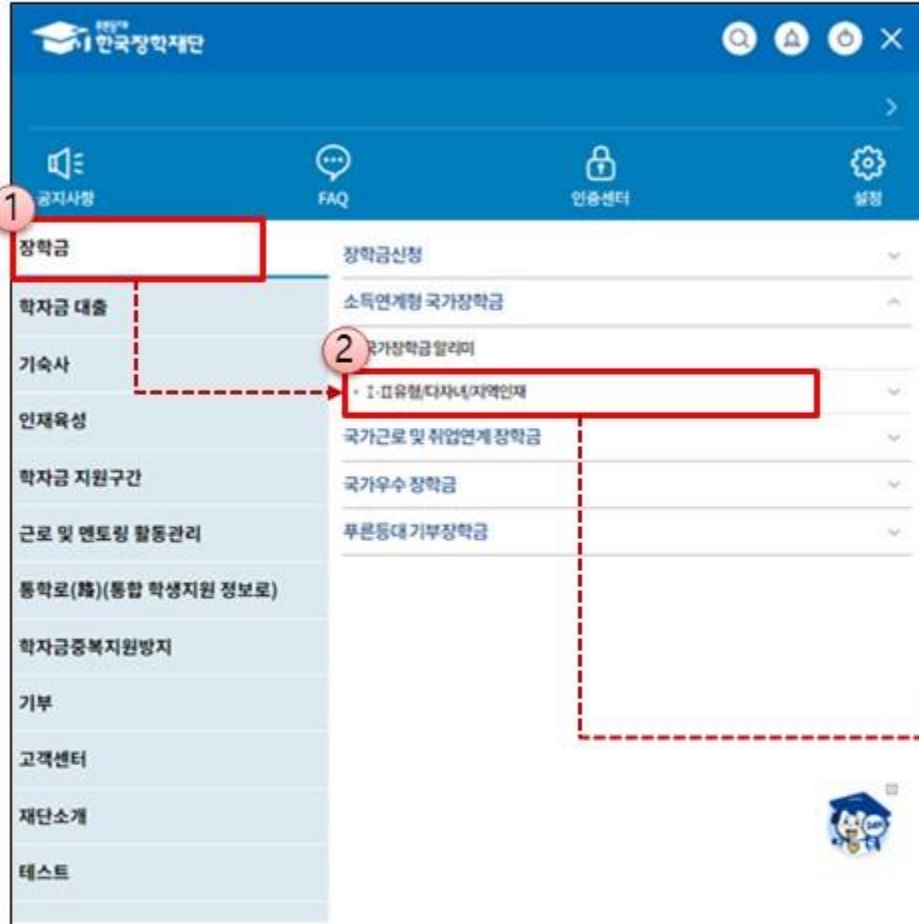 푸른등대
한국장학재단
공지사항
FAQ
인증센터
설정
1
장학금
학자금 대출
기숙사
인재육성
학자금 지원구간
근로 및 멘토링 활동관리
통학로(路)(통합 학생지원 정보로)
학자금중복지원방지
기부
고객센터
재단소개
테스트
장학금신청
소득연계형 국가장학금
2
국가장학금 알리미
· Ⅰ·Ⅱ유형/다자녀/지역인재
국가근로 및 취업연계 장학금
국가우수 장학금
푸른등대 기부장학금